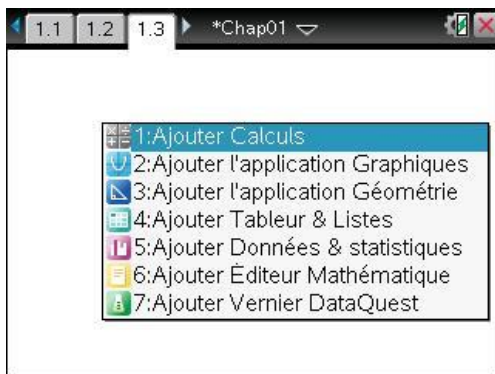 1.1 1.2 1.3 *Chap01
1:Ajouter Calculs
2:Ajouter l'application Graphiques
3:Ajouter l'application Géométrie
4:Ajouter Tableur & Listes
5:Ajouter Données & statistiques
6:Ajouter Éditeur Mathématique
7:Ajouter Vernier DataQuest